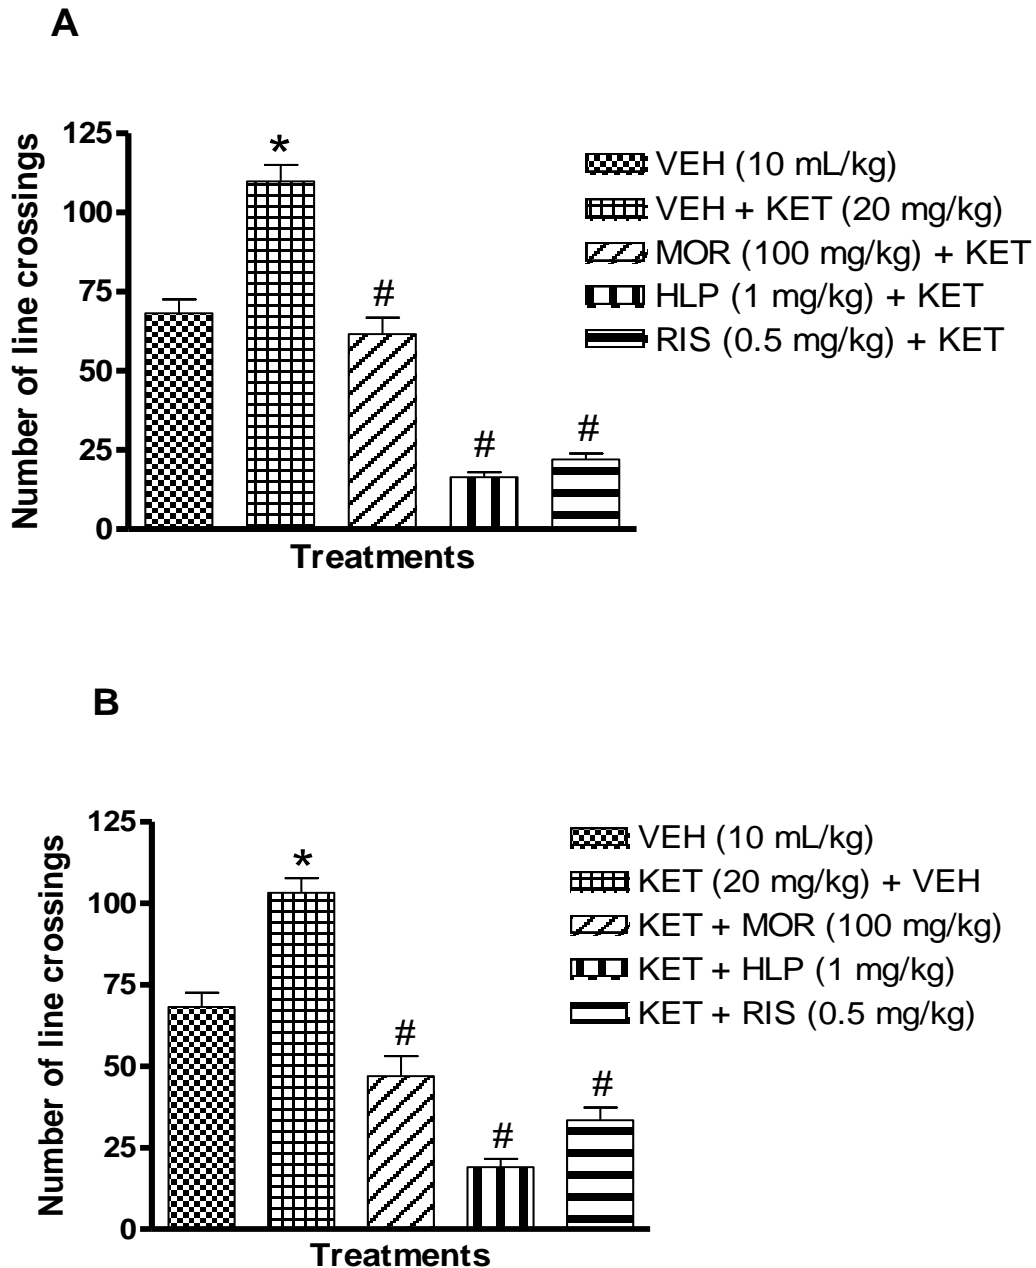 A
Number of line crossings
125
100
75
50
25
0
*
#
#
#
Treatments
VEH (10 mL/kg)
VEH + KET (20 mg/kg)
MOR (100 mg/kg) + KET
HLP (1 mg/kg) + KET
RIS (0.5 mg/kg) + KET
B
Number of line crossings
125
100
75
50
25
0
*
#
#
#
Treatments
VEH (10 mL/kg)
KET (20 mg/kg) + VEH
KET + MOR (100 mg/kg)
KET + HLP (1 mg/kg)
KET + RIS (0.5 mg/kg)